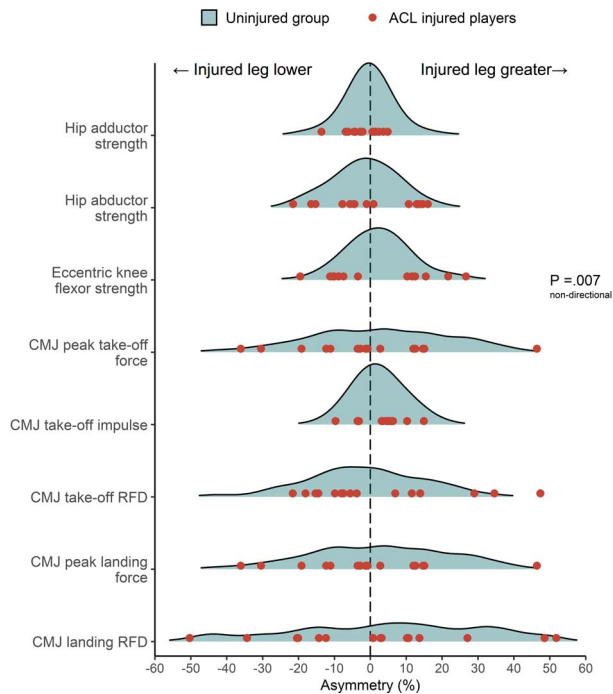 Uninjured group ACL injured players
← Injured leg lower Injured leg greater→
Hip adductor
strength
Hip abductor
strength
Eccentric knee
flexor strength
P =.007
non-directional
CMJ peak take-off
force
CMJ take-off impulse
CMJ take-off RFD
CMJ peak landing
force
CMJ landing RFD
-60 -50 -40 -30 -20 -10 0 10 20 30 40 50 60
Asymmetry (%)